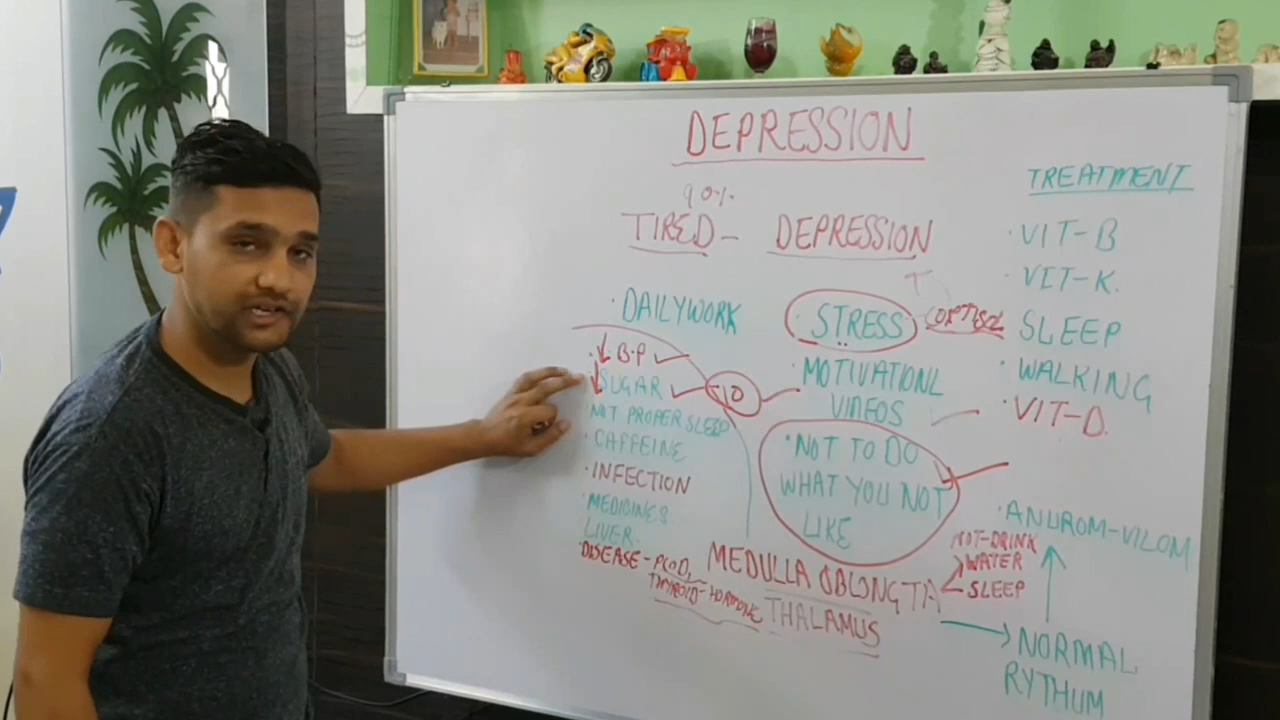 DEPRESSION
90%
TIRED - DEPRESSION
DAILYWORK
↓ B.P ✓
↓ SUGAR ✓
NOT PROPER SLEEP
· CAFFEINE
· INFECTION
· MEDICINES
LIVER
· DISEASE - PCOD,
THYROID - HORMONE
10
· STRESS
· MOTIVATIONL
VIDEOS
· NOT TO DO
WHAT YOU NOT
LIKE
MEDULLA OBLONGTA
THALAMUS
NOT-DRINK
WATER
SLEEP
TREATMENT
· VIT-B
· VIT-K.
· SLEEP
· WALKING
· VIT-D.
· ANUROM-VILOM
NORMAL
RYTHUM